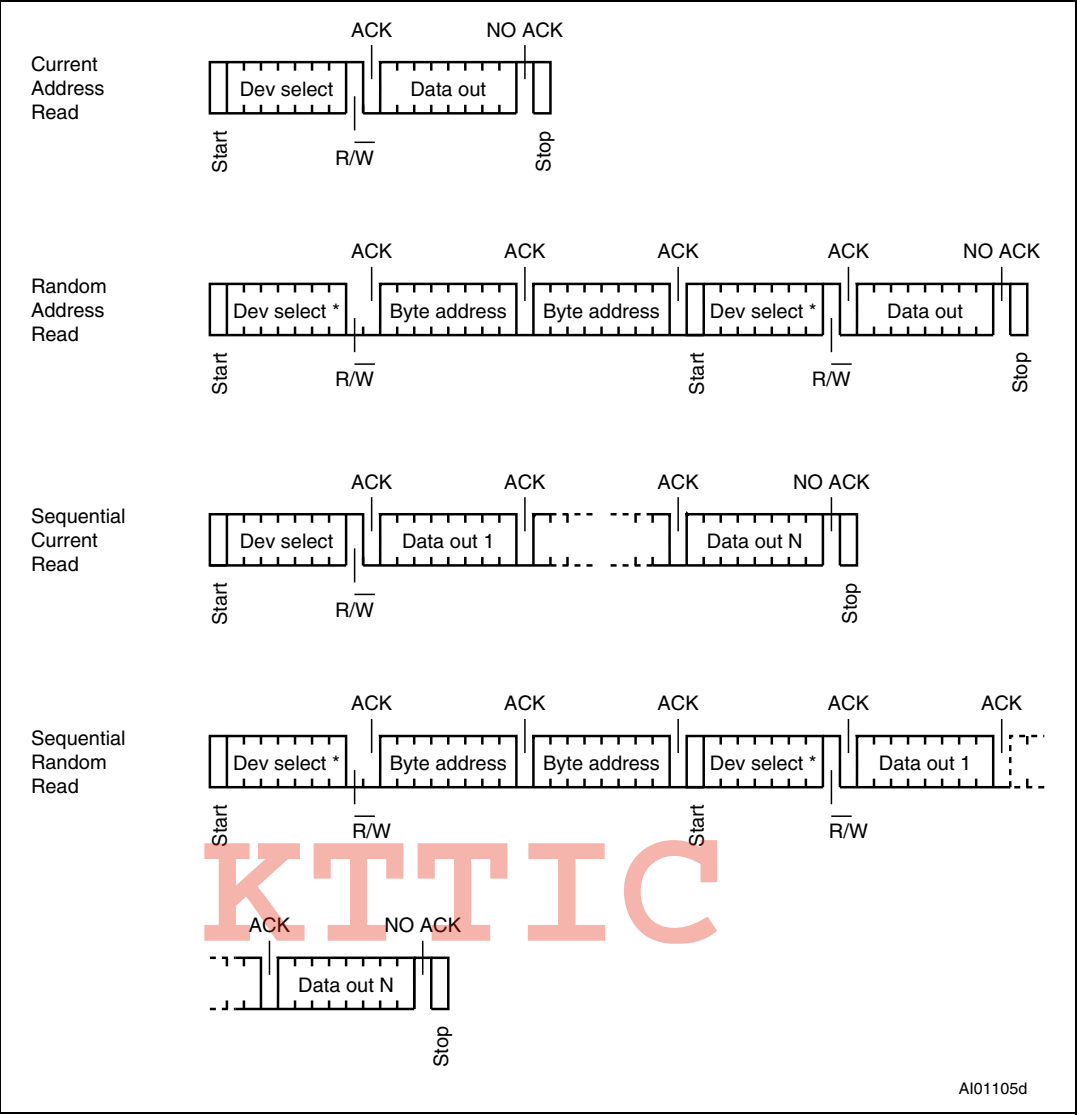 ACK NO ACK
Current
Address
Read
Dev select Data out
Start R/W̅ Stop
ACK ACK ACK ACK NO ACK
Random
Address
Read
Dev select * Byte address Byte address Dev select * Data out
Start R/W̅ Start R/W̅ Stop
ACK ACK ACK NO ACK
Sequential
Current
Read
Dev select Data out 1 Data out N
Start R/W̅ Stop
ACK ACK ACK ACK ACK
Sequential
Random
Read
Dev select * Byte address Byte address Dev select * Data out 1
Start R̅/W Start R̅/W
KTTIC
ACK NO ACK
Data out N
Stop
AI01105d